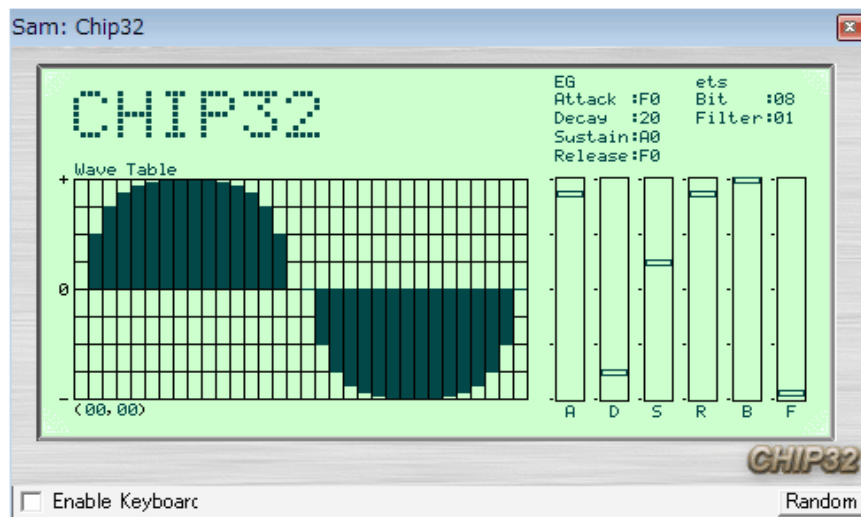 Sam: Chip32
CHIP32
EG
Attack :F0
Decay :20
Sustain:A0
Release:F0
ets
Bit :08
Filter:01
Wave Table
+
0
-
(00,00)
A D S R B F
CHIP32
Enable Keyboarc
Random